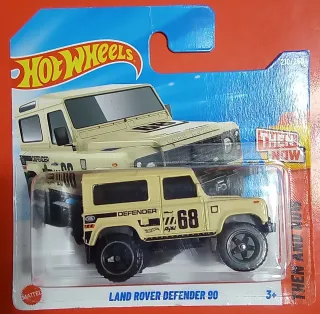 HOT WHEELS
THEN AND NOW
DEFENDER
68
MATTEL
LAND ROVER DEFENDER 90
3+
THEN AND NOW